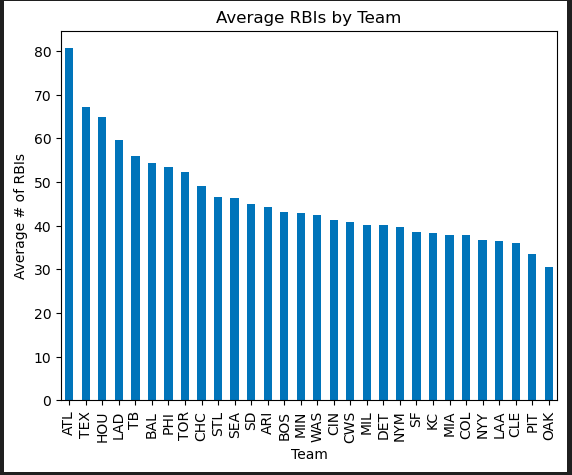 Average RBIs by Team
Average # of RBIs
80
70
60
50
40
30
20
10
0
ATL TEX HOU LAD TB BAL PHI TOR CHC STL SEA SD ARI BOS MIN WAS CIN CWS MIL DET NYM SF KC MIA COL NYY LAA CLE PIT OAK
Team